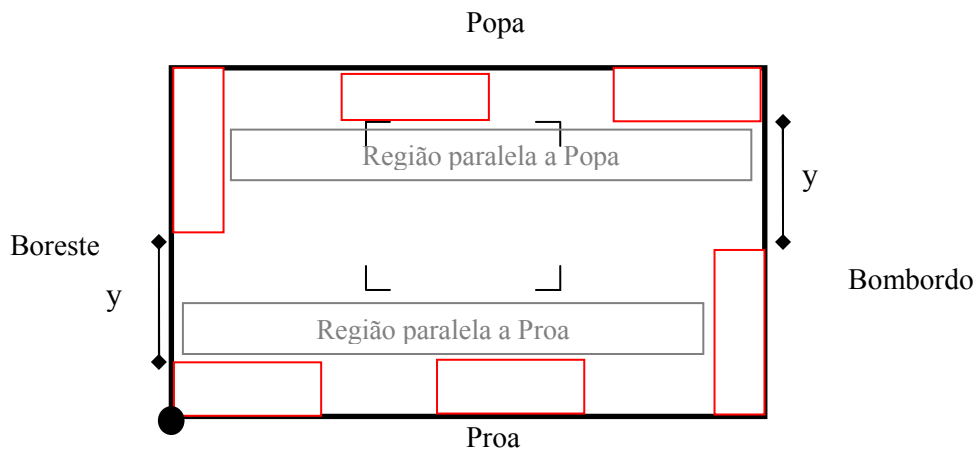 Popa
Região paralela a Popa
y
Boreste
Bombordo
y
Região paralela a Proa
Proa